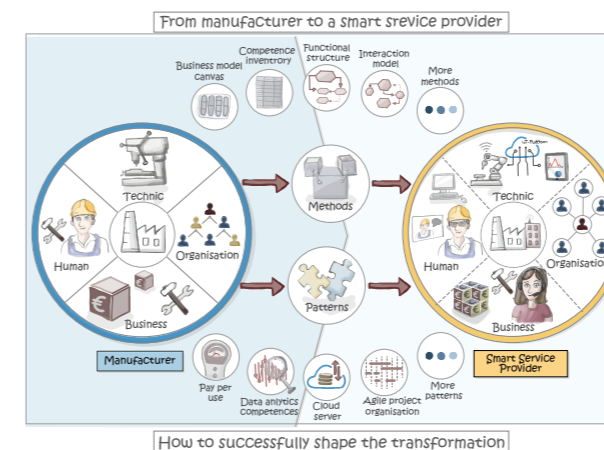 From manufacturer to a smart srevice provider
Business model
canvas
Competence
inventory
Functional
structure
Interaction
model
More
methods
Technic
Human
Organisation
Business
Manufacturer
Methods
Patterns
Technic
Human
Organisation
Business
Smart Service
Provider
Pay per
use
Data anlytics
competences
Cloud
server
Agile project
organisation
More
patterns
How to successfully shape the transformation